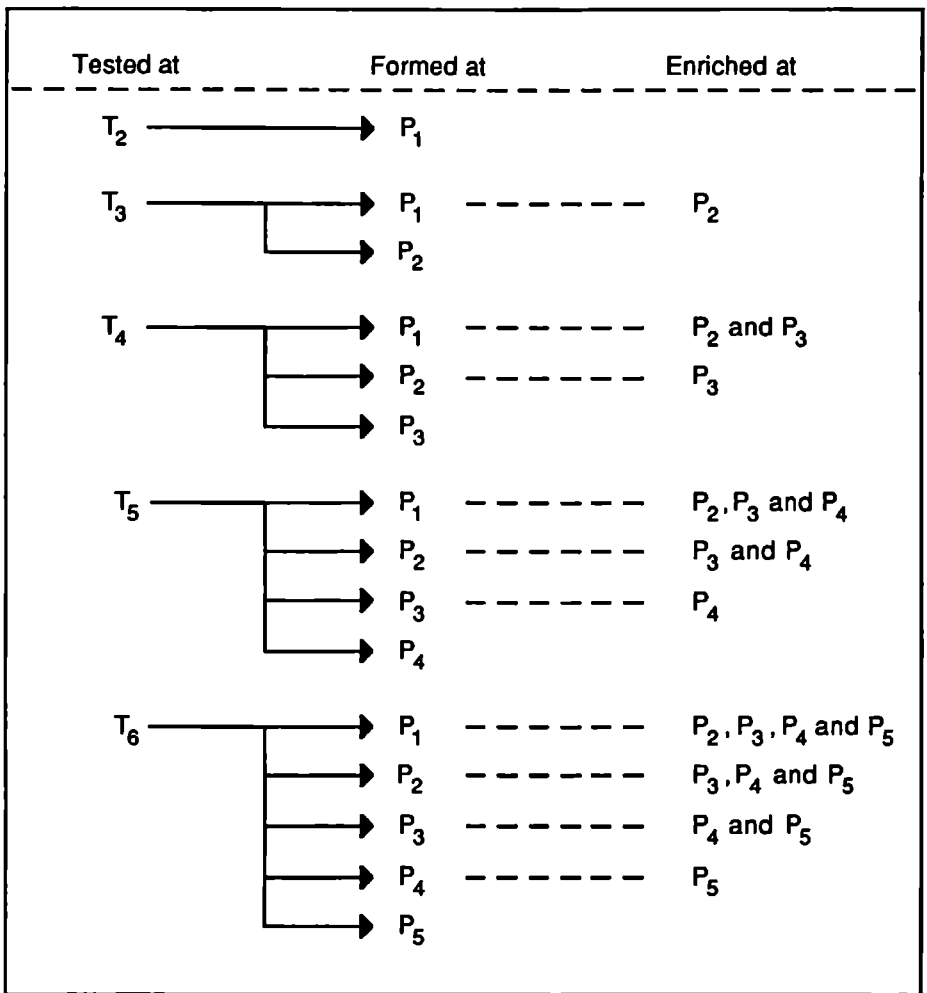 Tested at Formed at Enriched at
T₂ P₁
T₃ P₁ P₂
P₂
T₄ P₁ P₂ and P₃
P₂ P₃
P₃
T₅ P₁ P₂, P₃ and P₄
P₂ P₃ and P₄
P₃ P₄
P₄
T₆ P₁ P₂, P₃, P₄ and P₅
P₂ P₃, P₄ and P₅
P₃ P₄ and P₅
P₄ P₅
P₅